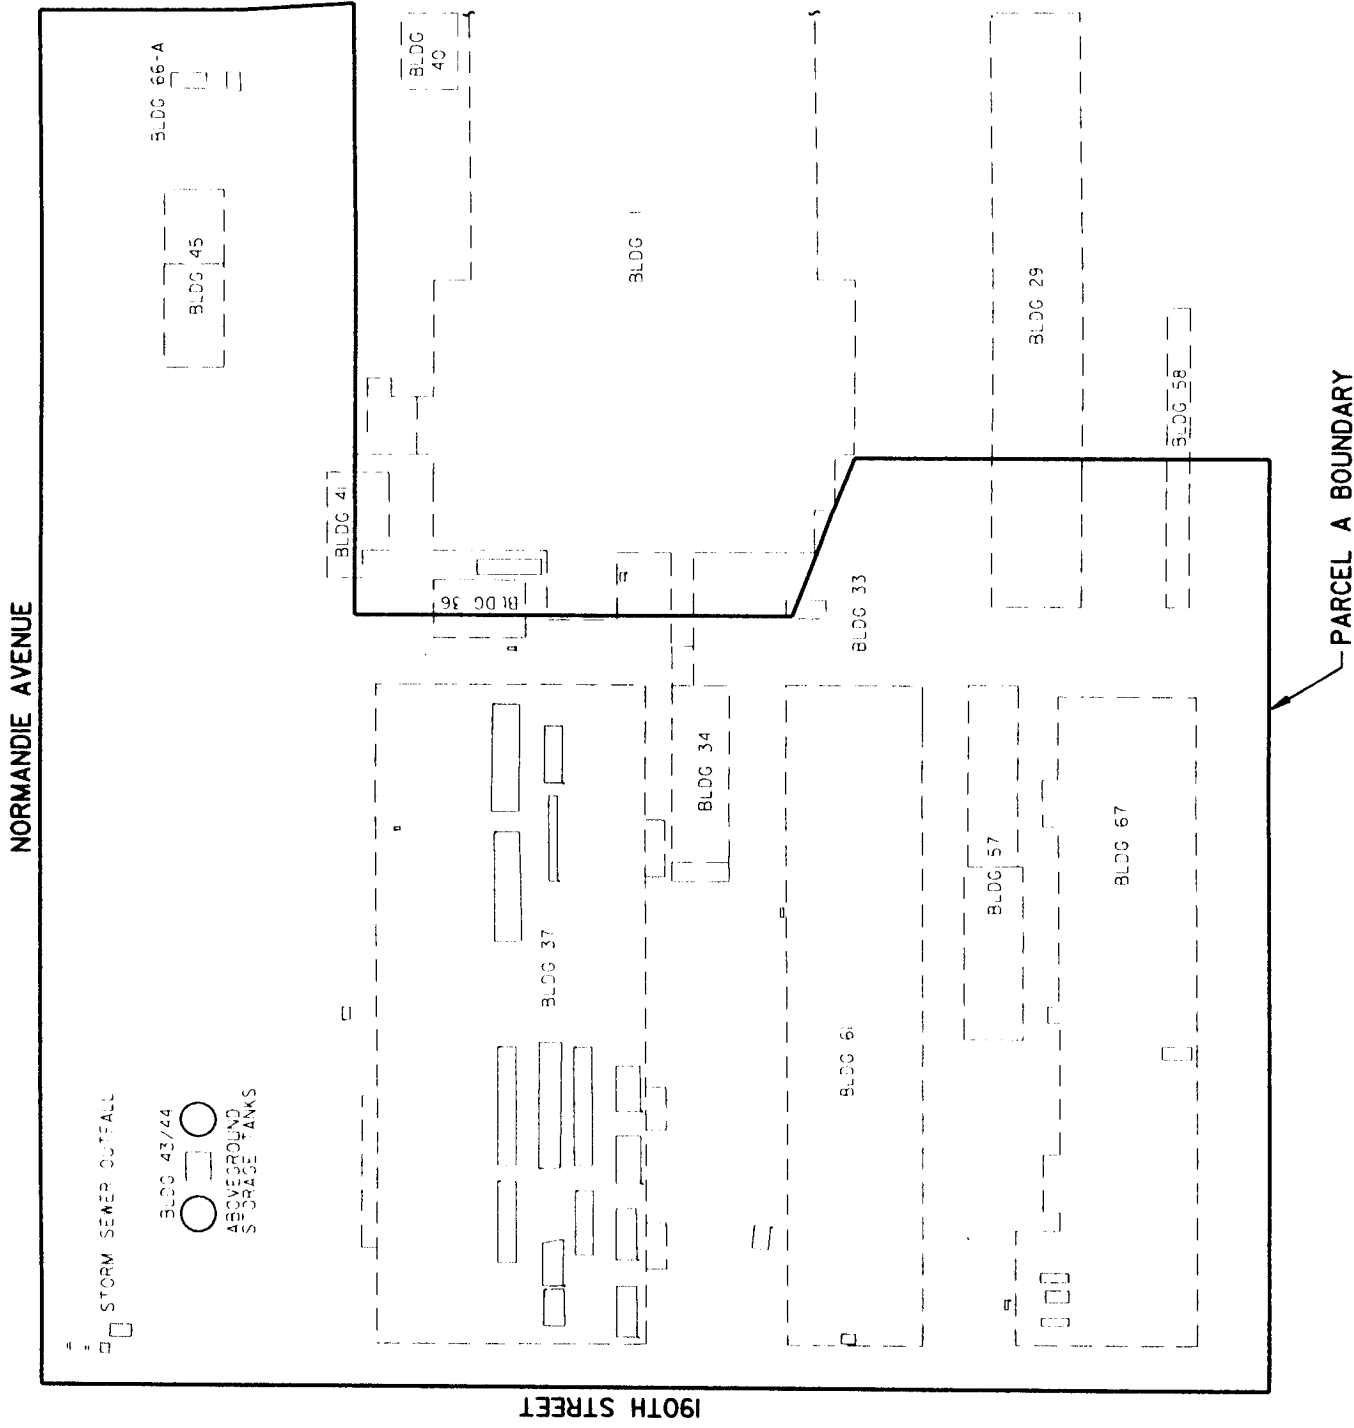 NORMANDIE AVENUE
BLDG 66-A
BLDG 45
BLDG
40
BLDG 1
BLDG 29
BLDG 58
BLDG 41
BLDG 36
BLDG 33
PARCEL A BOUNDARY
BLDG 34
BLDG 37
BLDG 57
BLDG 67
BLDG 61
STORM SEWER OUTFALL
BLDG 43/44
ABOVEGROUND
STORAGE TANKS
190TH STREET